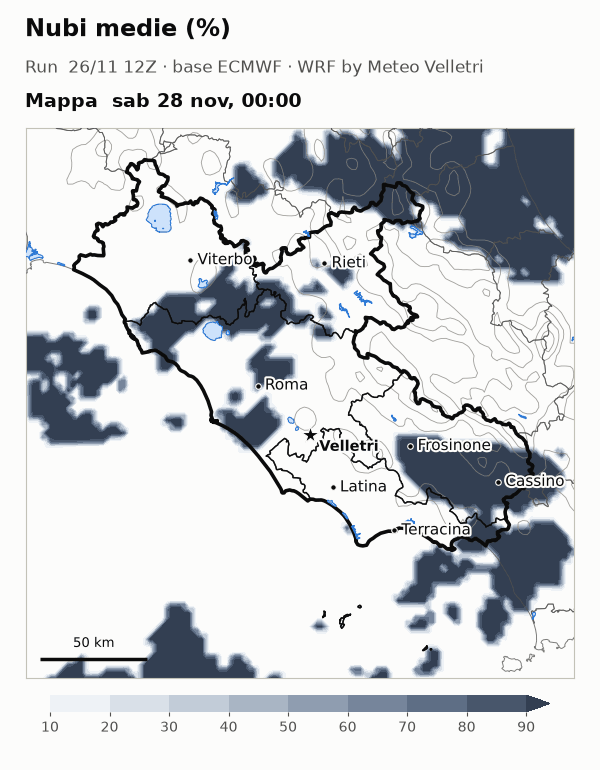 Nubi medie (%)
Run  26/11 12Z · base ECMWF · WRF by Meteo Velletri
Mappa  sab 28 nov, 00:00
Viterbo
Rieti
Roma
Velletri
Frosinone
Cassino
Latina
Terracina
50 km
10 20 30 40 50 60 70 80 90